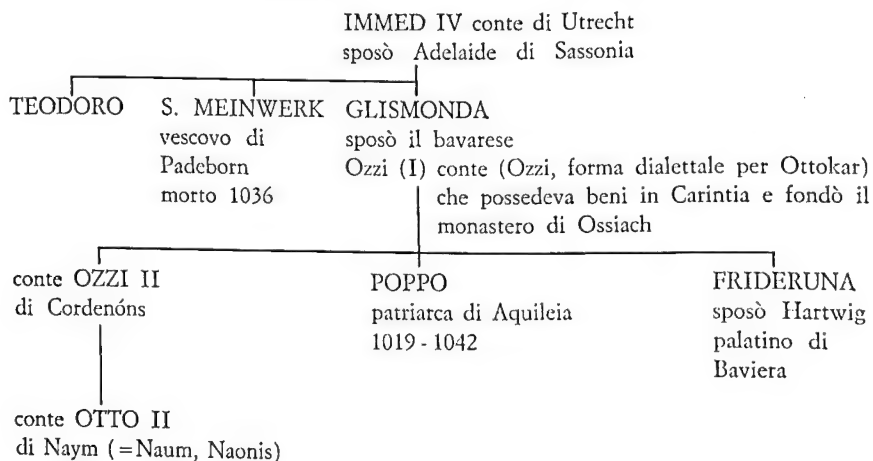 IMMED IV conte di Utrecht
sposò Adelaide di Sassonia
TEODORO
S. MEINWERK
vescovo di
Padeborn
morto 1036
GLISMONDA
sposò il bavarese
Ozzi (I) conte (Ozzi, forma dialettale per Ottokar)
che possedeva beni in Carintia e fondò il
monastero di Ossiach
conte OZZI II
di Cordenóns
POPPO
patriarca di Aquileia
1019 - 1042
FRIDERUNA
sposò Hartwig
palatino di
Baviera
conte OTTO II
di Naym (=Naum, Naonis)